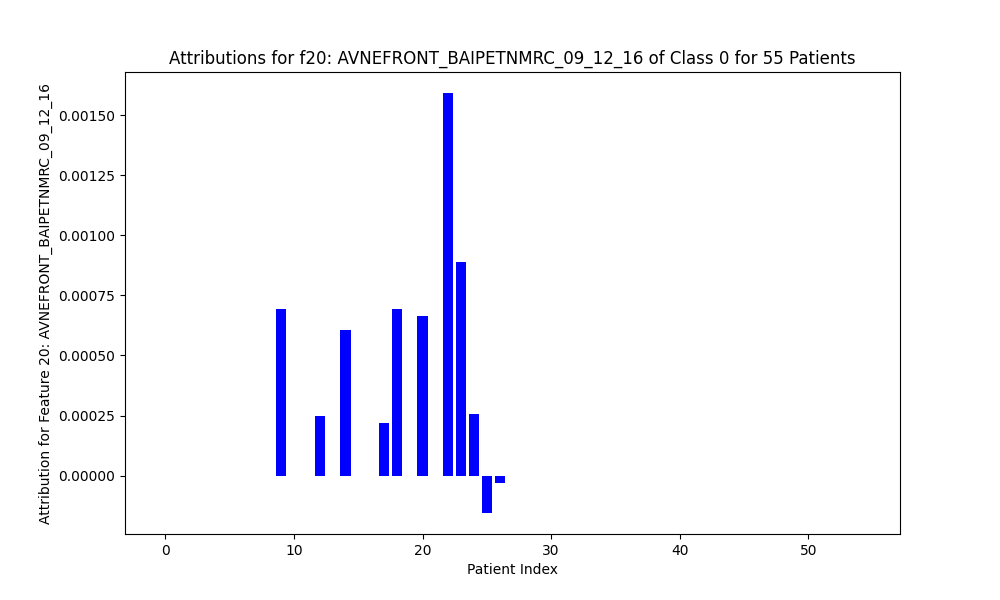 Attributions for f20: AVNEFRONT_BAIPETNMRC_09_12_16 of Class 0 for 55 Patients
Attribution for Feature 20: AVNEFRONT_BAIPETNMRC_09_12_16
0.00150
0.00125
0.00100
0.00075
0.00050
0.00025
0.00000
0 10 20 30 40 50
Patient Index